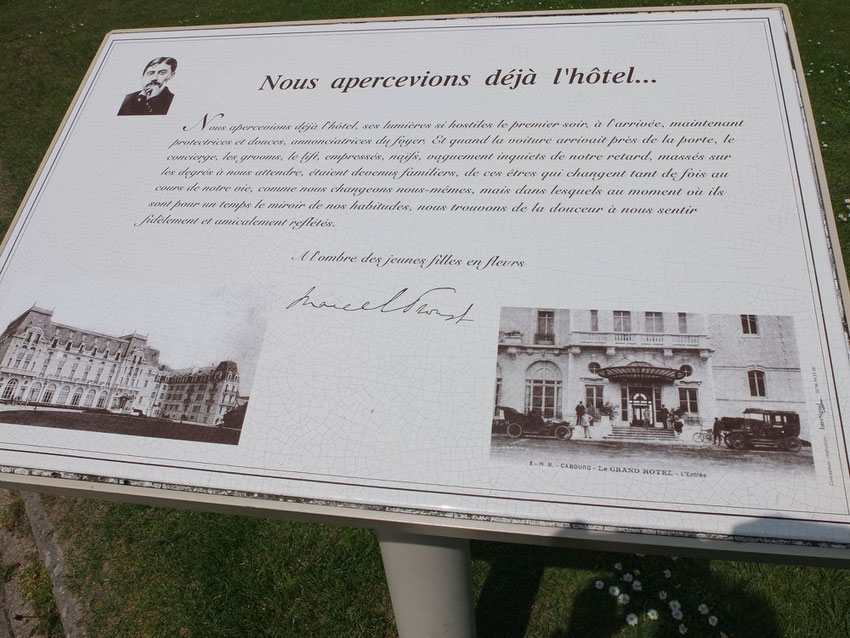 Nous apercevions déjà l'hôtel...
Nous apercevions déjà l'hôtel, ses lumières si hostiles le premier soir, à l'arrivée, maintenant
protectrices et douces, annonciatrices du foyer. Et quand la voiture arrivait près de la porte, le
concierge, les grooms, le lift, empressés, naïfs, vaguement inquiets de notre retard, massés sur
les degrés à nous attendre, étaient devenus familiers, de ces êtres qui changent tant de fois au
cours de notre vie, comme nous changeons nous-mêmes, mais dans lesquels au moment où ils
sont pour un temps le miroir de nos habitudes, nous trouvons de la douceur à nous sentir
fidèlement et amicalement reflétés.
A l'ombre des jeunes filles en fleurs
Marcel Proust
8 - N. B. - CABOURG - Le GRAND HOTEL - L'Entrée